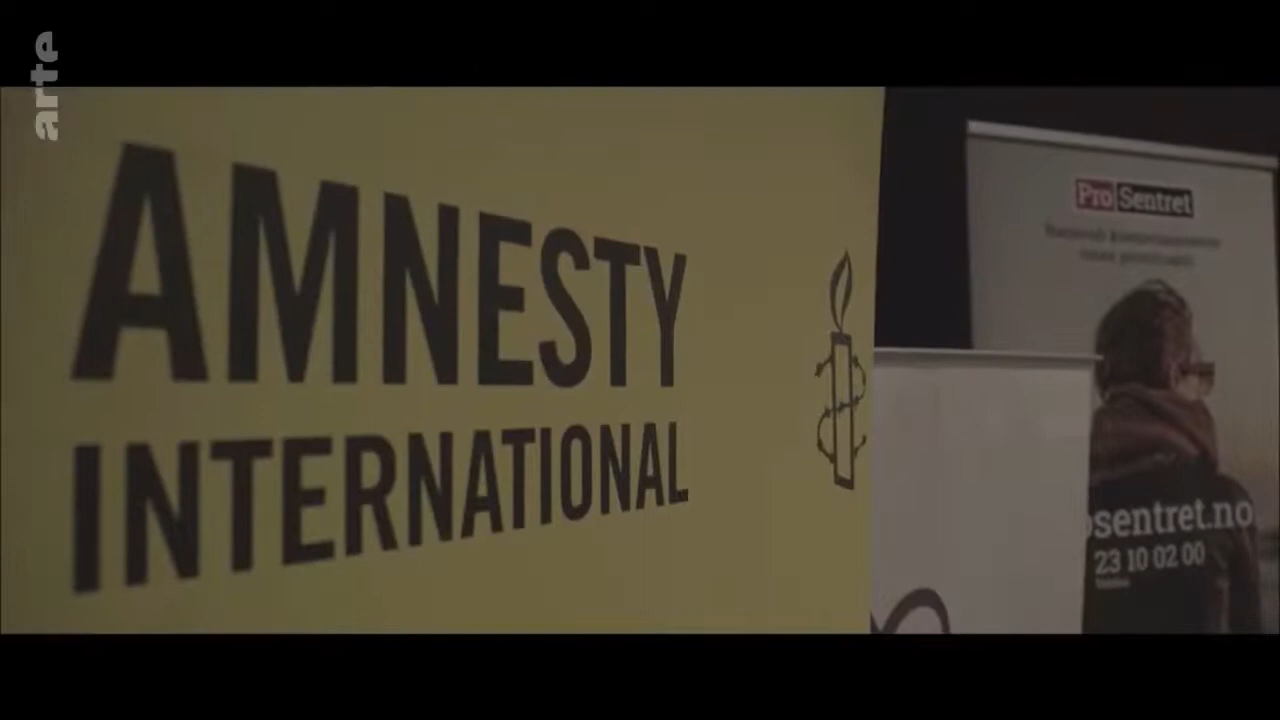 arte
AMNESTY
INTERNATIONAL
Pro Sentret
osentret.no
23 10 02 00